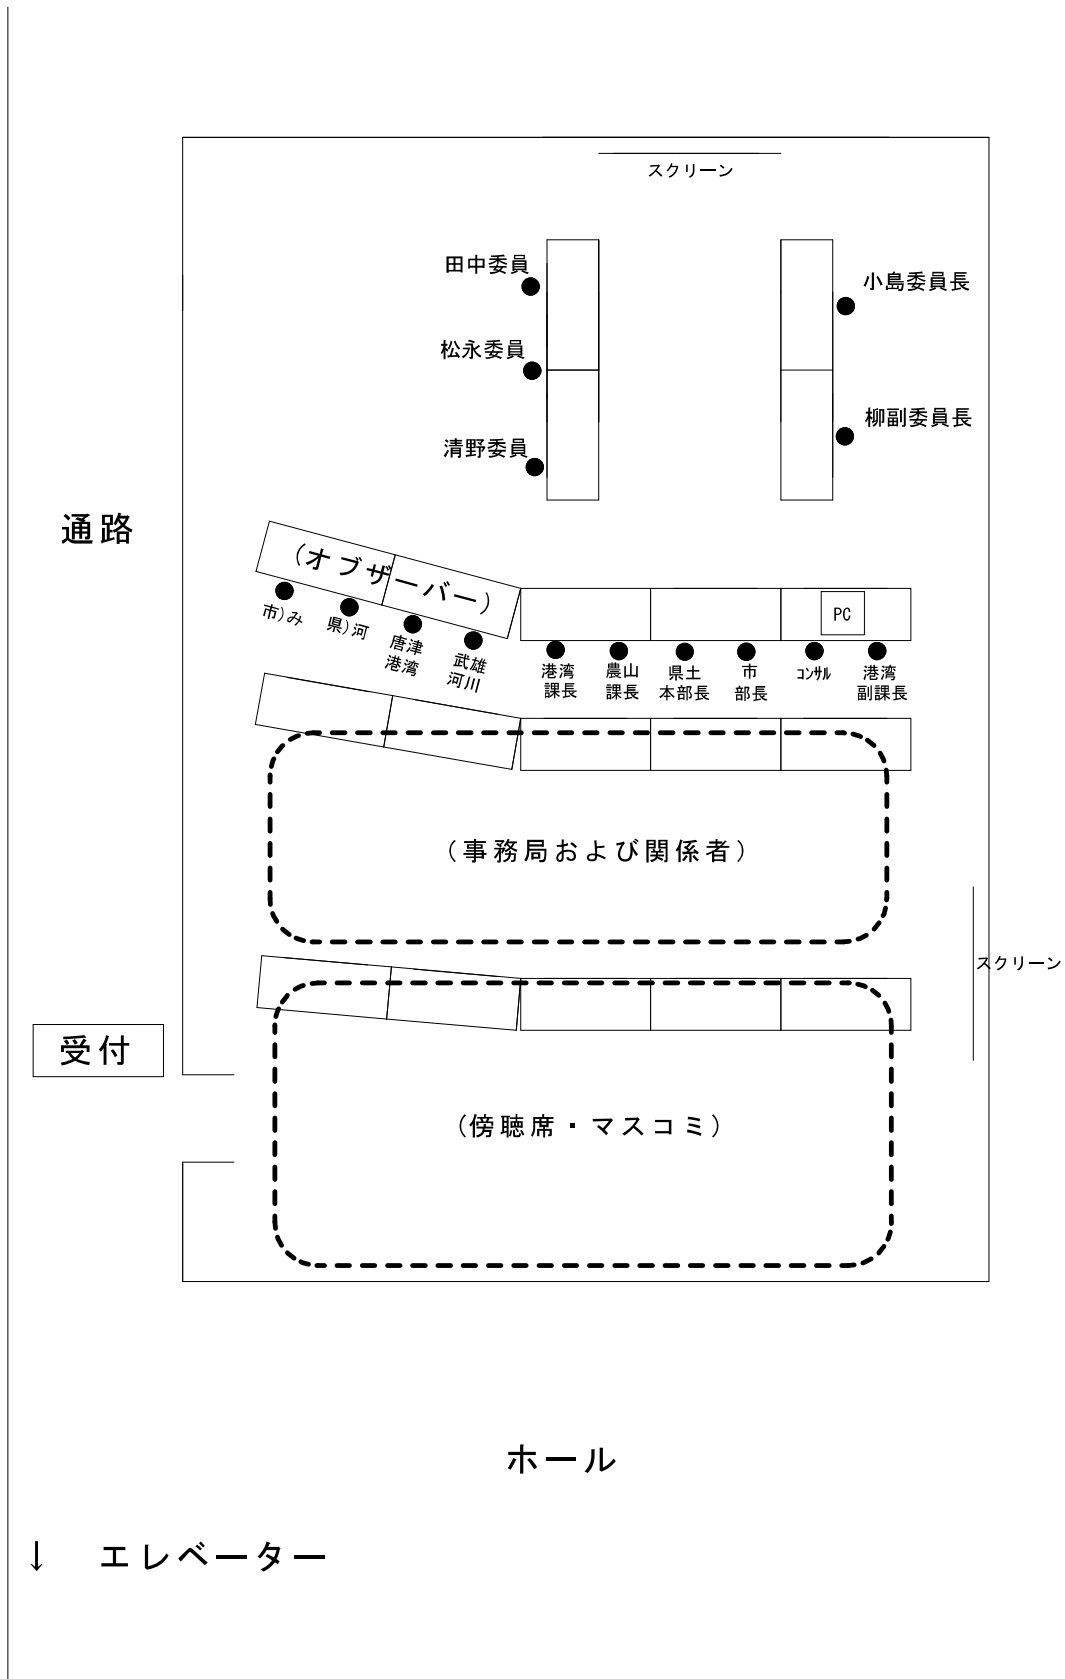 スクリーン
田中委員
小島委員長
松永委員
柳副委員長
清野委員
通路
(オブザーバー)
PC
市)み
県)河
唐津
港湾
武雄
河川
港湾
課長
農山
課長
県土
本部長
市
部長
コンサル
港湾
副課長
(事務局および関係者)
スクリーン
受付
(傍聴席・マスコミ)
ホール
↓ エレベーター